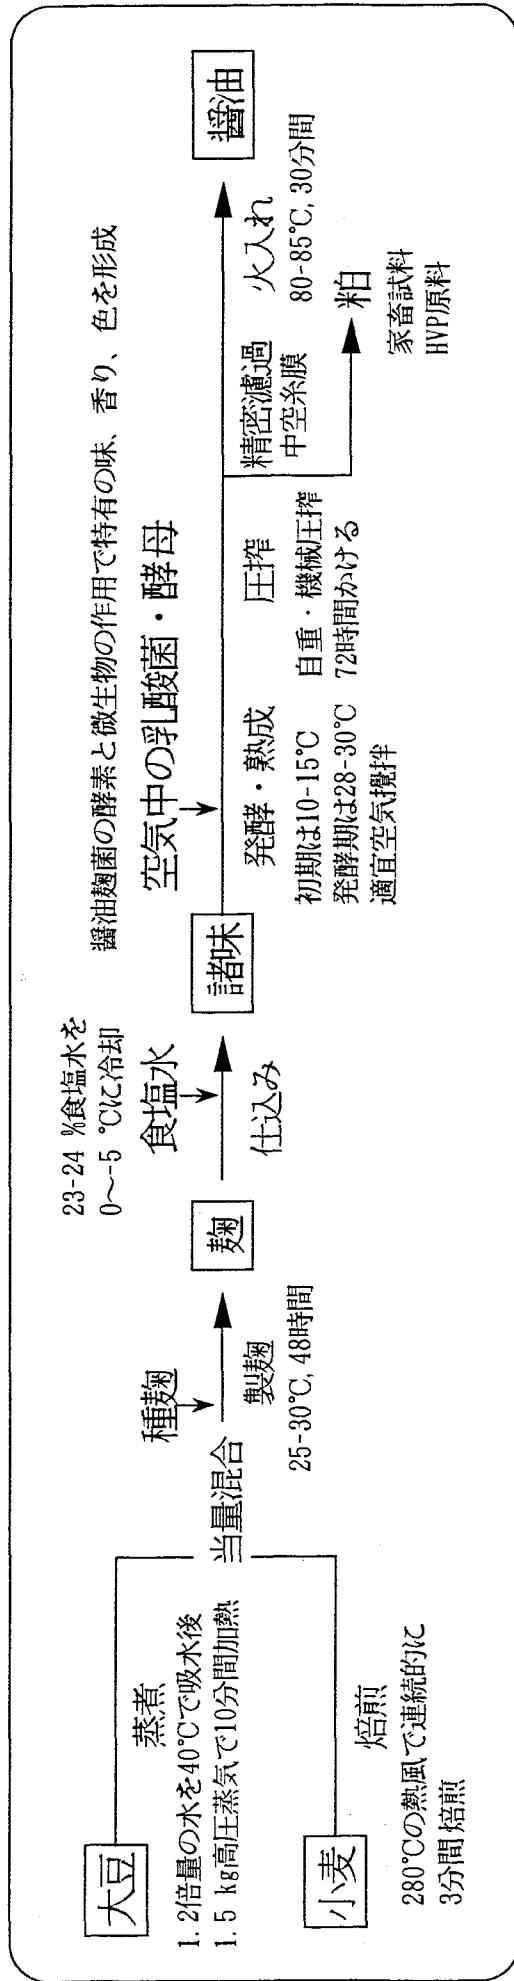 大豆
蒸煮
1.2倍量の水を40℃で吸水後
1.5 kg高圧蒸気で10分間加熱
小麦
焙煎
280℃の熱風で連続的に
3分間焙煎
当量混合
種麹
製麹
25-30℃, 48時間
麹
23-24 %食塩水を
0～-5 ℃に冷却
食塩水
仕込み
諸味
醤油麹菌の酵素と微生物の作用で特有の味、香り、色を形成
空気中の乳酸菌・酵母
発酵・熟成
初期は10-15℃
発酵期は28-30℃
適宜空気攪拌
圧搾
自重・機械圧搾
72時間かける
精密濾過
中空糸膜
粕
家畜試料
HVP原料
火入れ
80-85℃, 30分間
醤油